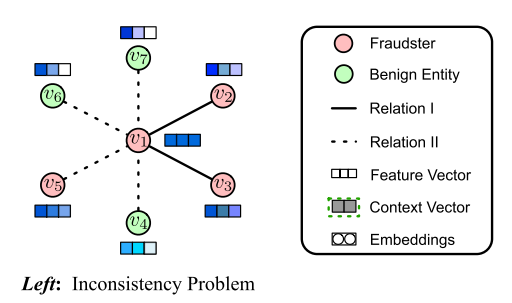 v7
v6
v2
v1
v5
v3
v4
Fraudster
Benign Entity
Relation I
Relation II
Feature Vector
Context Vector
Embeddings
Left: Inconsistency Problem